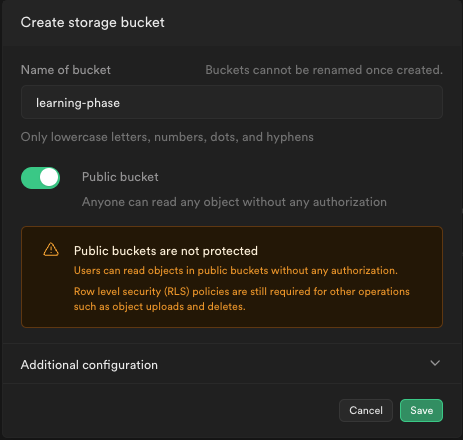 Create storage bucket
Name of bucket
Buckets cannot be renamed once created.
learning-phase
Only lowercase letters, numbers, dots, and hyphens
Public bucket
Anyone can read any object without any authorization
Public buckets are not protected
Users can read objects in public buckets without any authorization.
Row level security (RLS) policies are still required for other operations
such as object uploads and deletes.
Additional configuration
Cancel
Save